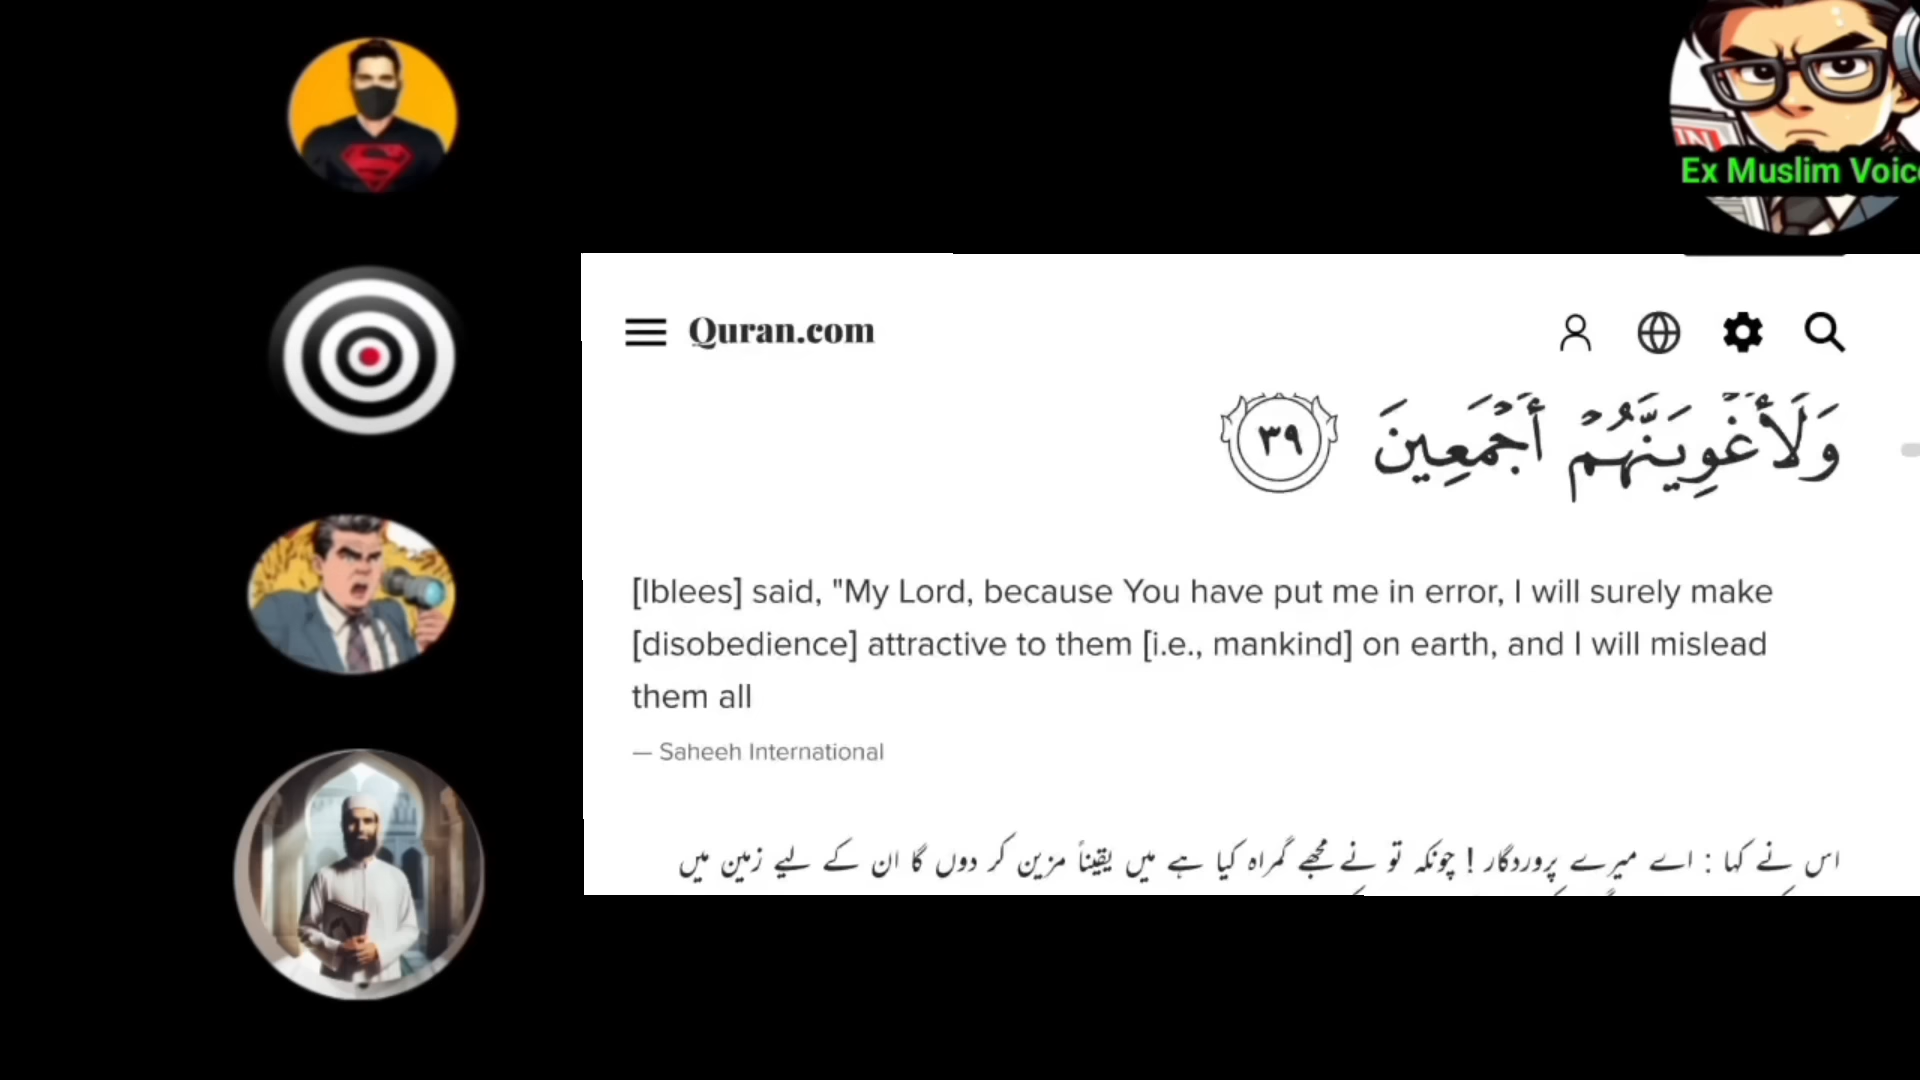 Ex Muslim Voice
Quran.com
وَلَأُغْوِيَنَّهُمْ أَجْمَعِينَ ٣٩
[Iblees] said, "My Lord, because You have put me in error, I will surely make
[disobedience] attractive to them [i.e., mankind] on earth, and I will mislead
them all
— Saheeh International
اس نے کہا : اے میرے پروردگار ! چونکہ تو نے مجھے گمراہ کیا ہے میں یقیناً مزین کر دوں گا ان کے لیے زمین میں